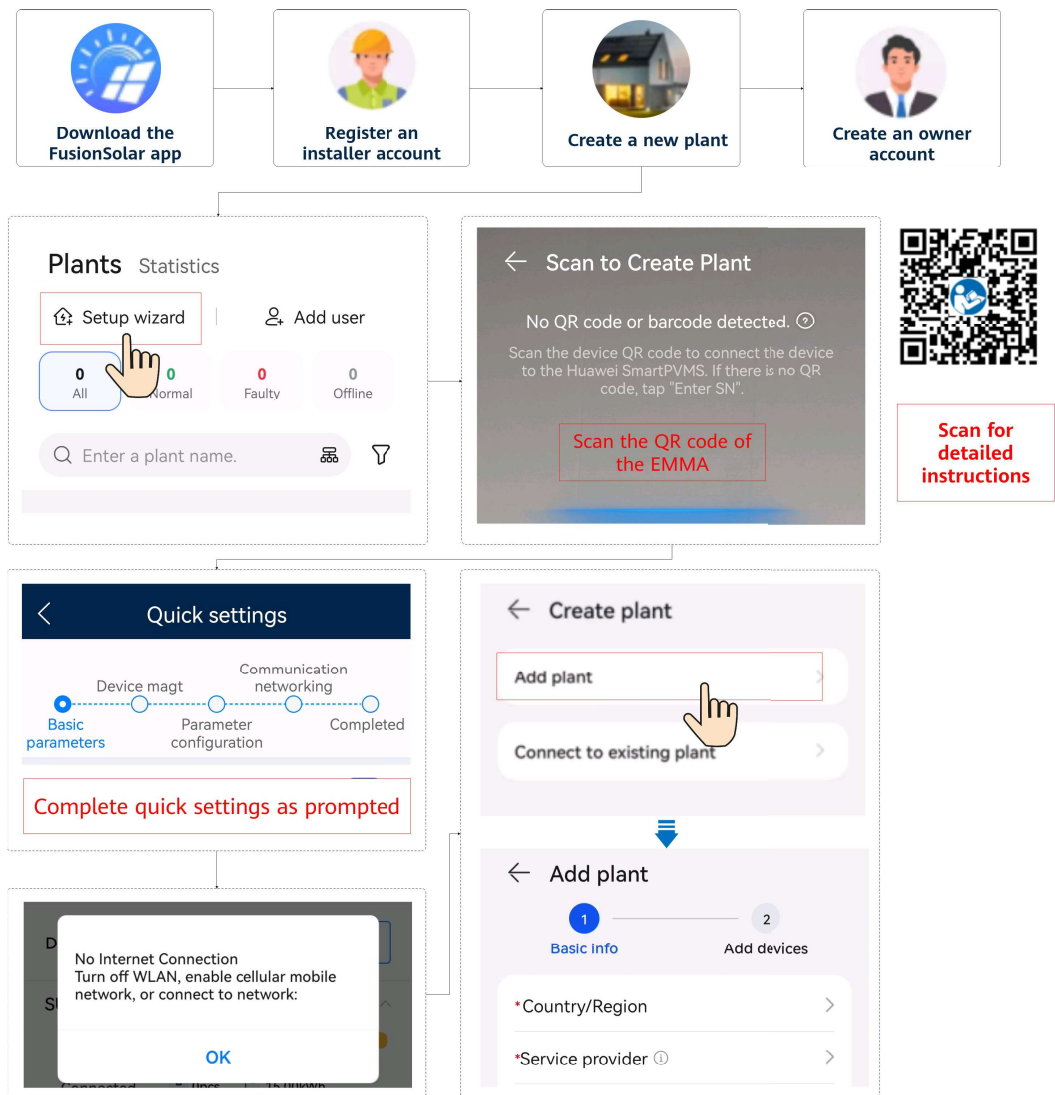 Download the
FusionSolar app
Register an
installer account
Create a new plant
Create an owner
account
Plants Statistics
Setup wizard
Add user
0
All
0
Normal
0
Faulty
0
Offline
Enter a plant name.
Scan to Create Plant
No QR code or barcode detected.
Scan the device QR code to connect the device
to the Huawei SmartPVMS. If there is no QR
code, tap "Enter SN".
Scan the QR code of
the EMMA
Scan for
detailed
instructions
Quick settings
Basic
parameters
Device magt
Parameter
configuration
Communication
networking
Completed
Complete quick settings as prompted
No Internet Connection
Turn off WLAN, enable cellular mobile
network, or connect to network:
OK
Create plant
Add plant
Connect to existing plant
Add plant
1
Basic info
2
Add devices
*Country/Region
*Service provider